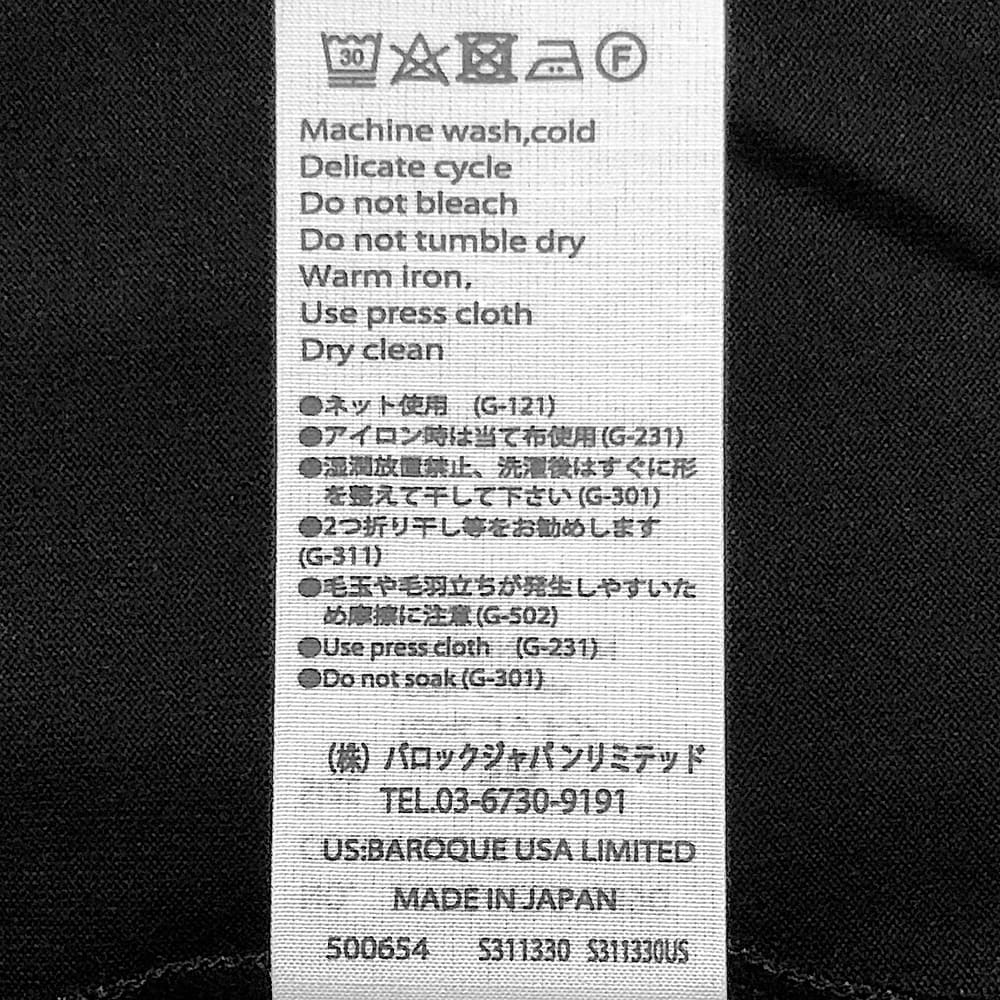 30 F
Machine wash,cold
Delicate cycle
Do not bleach
Do not tumble dry
Warm iron,
Use press cloth
Dry clean
●ネット使用 (G-121)
●アイロン時は当て布使用(G-231)
●湿潤放置禁止、洗濯後はすぐに形
を整えて干して下さい(G-301)
●2つ折り干し等をお勧めします
(G-311)
●毛玉や毛羽立ちが発生しやすいた
め摩擦に注意(G-502)
●Use press cloth (G-231)
●Do not soak(G-301)
(株) バロックジャパンリミテッド
TEL.03-6730-9191
US:BAROQUE USA LIMITED
MADE IN JAPAN
500654 S311330 S311330US